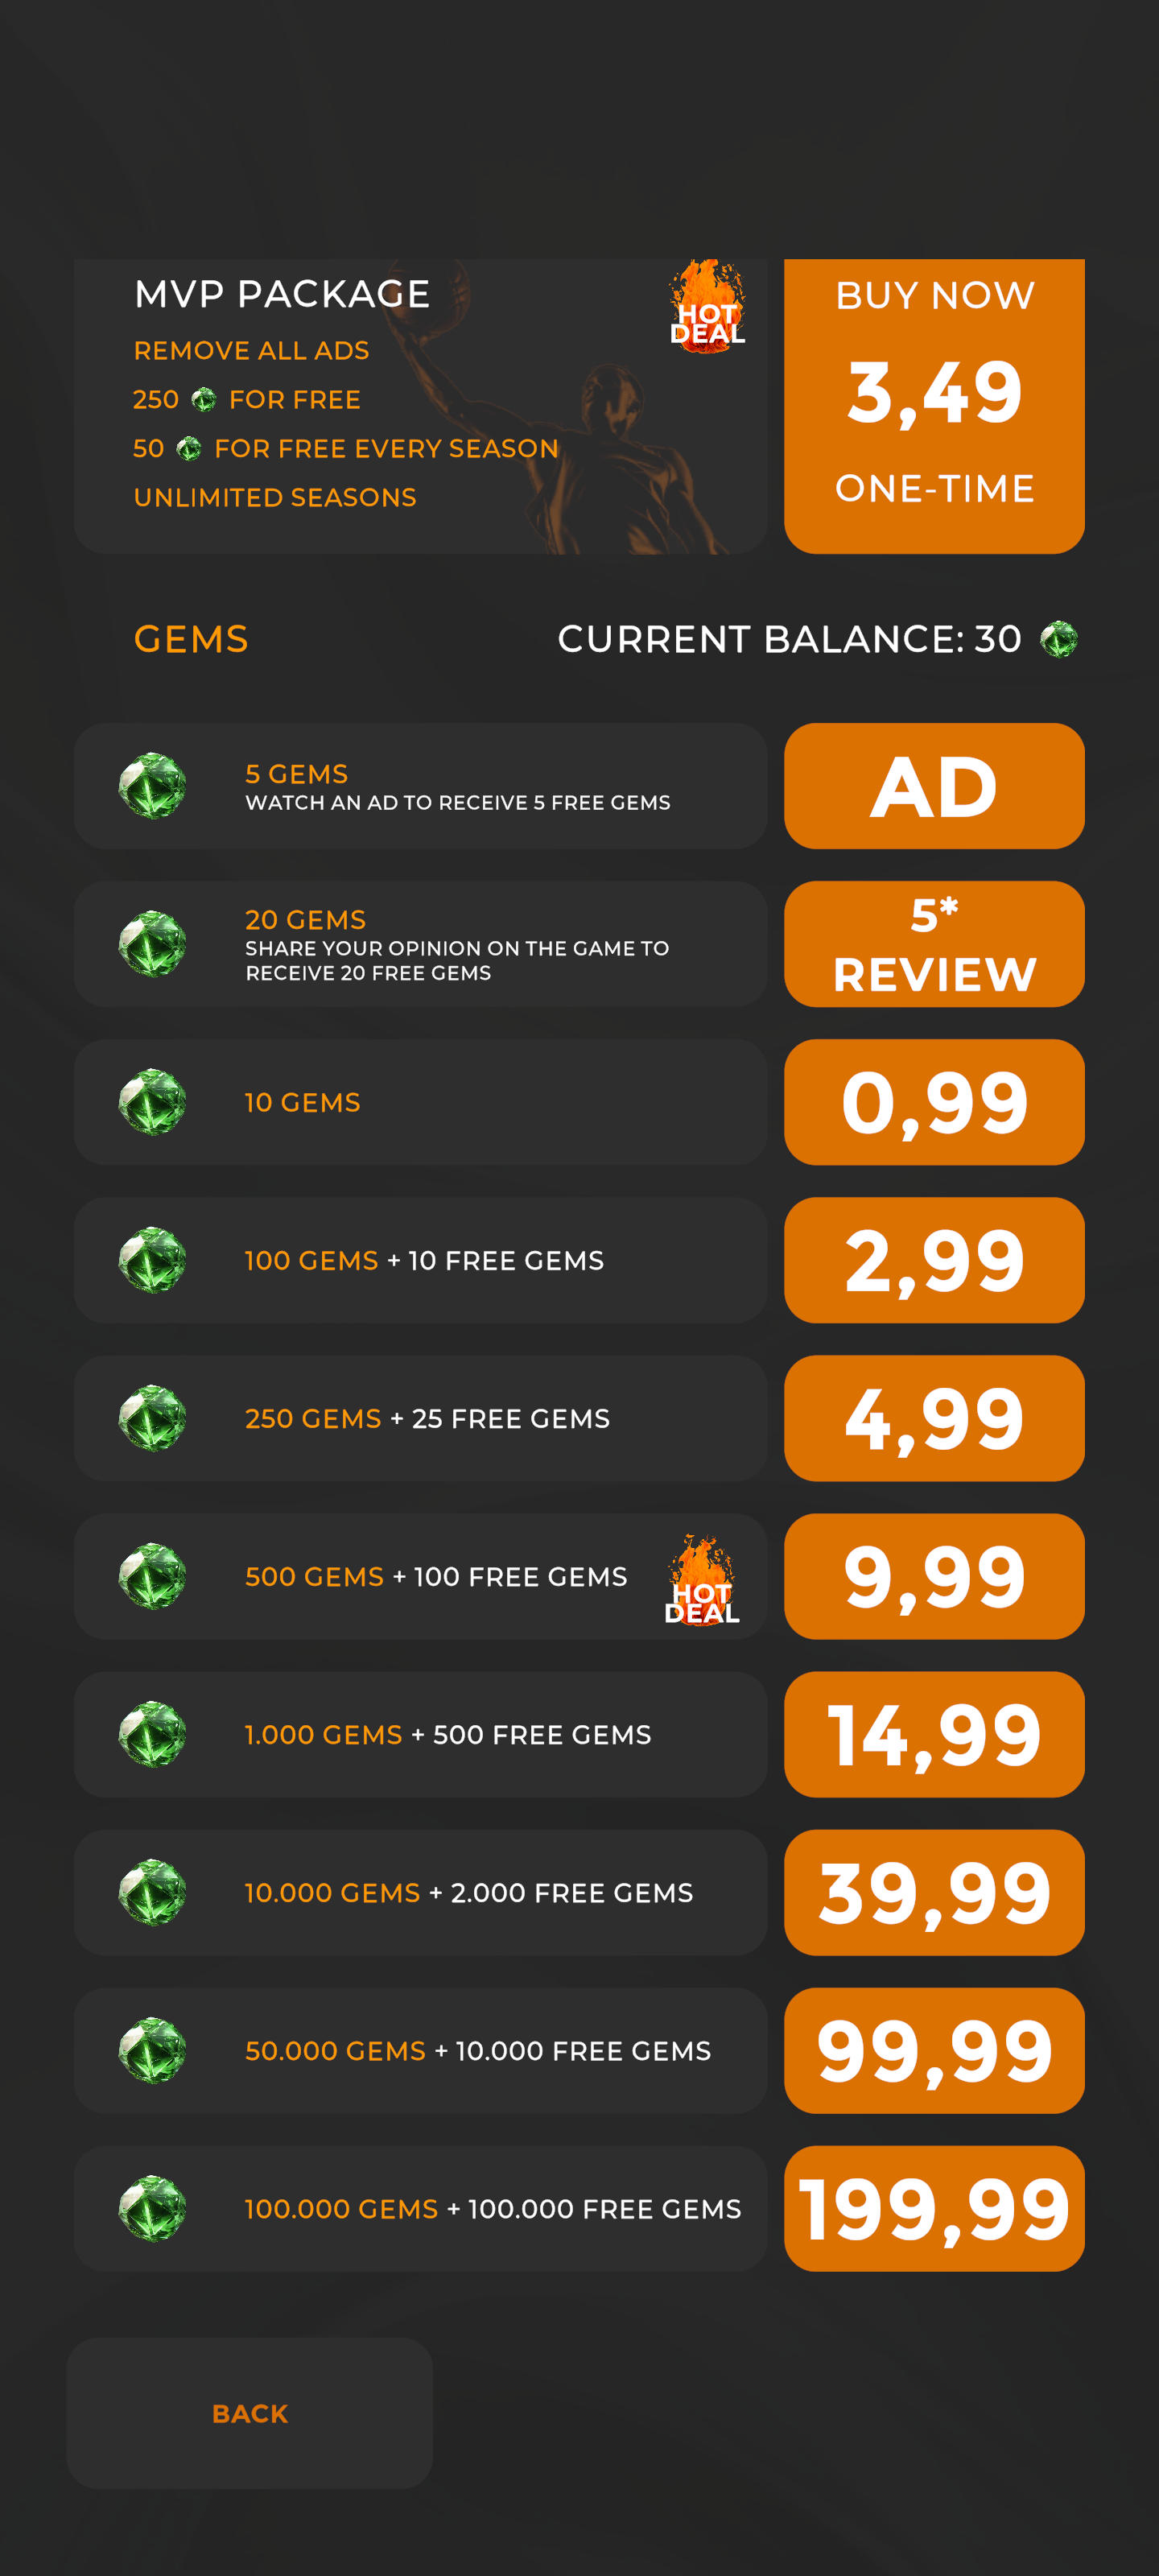 MVP PACKAGE
HOT
DEAL
REMOVE ALL ADS
250 FOR FREE
50 FOR FREE EVERY SEASON
UNLIMITED SEASONS
BUY NOW
3,49
ONE-TIME
GEMS
CURRENT BALANCE: 30
5 GEMS
WATCH AN AD TO RECEIVE 5 FREE GEMS
AD
20 GEMS
SHARE YOUR OPINION ON THE GAME TO
RECEIVE 20 FREE GEMS
5*
REVIEW
10 GEMS
0,99
100 GEMS + 10 FREE GEMS
2,99
250 GEMS + 25 FREE GEMS
4,99
500 GEMS + 100 FREE GEMS
HOT
DEAL
9,99
1.000 GEMS + 500 FREE GEMS
14,99
10.000 GEMS + 2.000 FREE GEMS
39,99
50.000 GEMS + 10.000 FREE GEMS
99,99
100.000 GEMS + 100.000 FREE GEMS
199,99
BACK